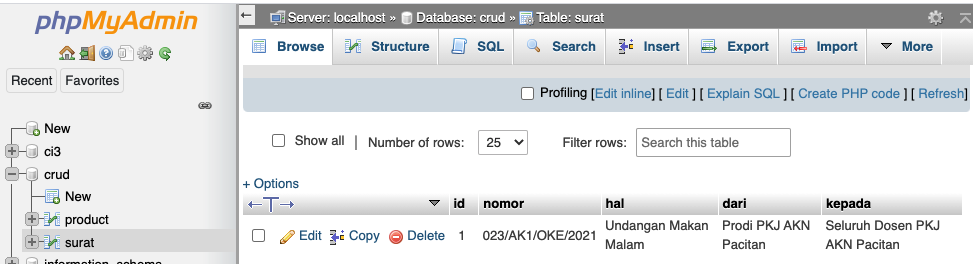 phpMyAdmin
Recent Favorites
New
ci3
crud
New
product
surat
information_schema
Server: localhost » Database: crud » Table: surat
Browse Structure SQL Search Insert Export Import More
Profiling [Edit inline] [ Edit ] [ Explain SQL ] [ Create PHP code ] [ Refresh]
Show all | Number of rows: 25 Filter rows: Search this table
+ Options
←T→ id nomor hal dari kepada
Edit Copy Delete 1 023/AK1/OKE/2021 Undangan Makan Malam Prodi PKJ AKN Pacitan Seluruh Dosen PKJ AKN Pacitan